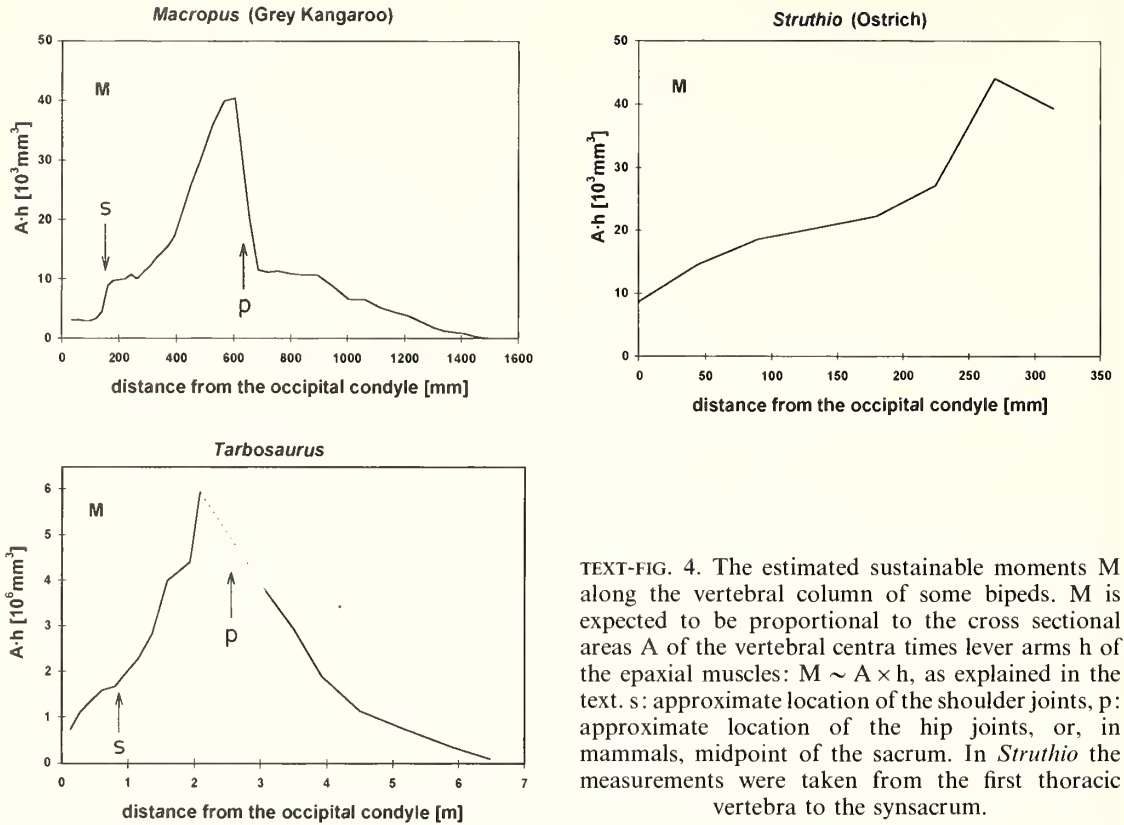 Macropus (Grey Kangaroo)
50
40
30
20
10
0
A·h [10³mm³]
M
s
p
0 200 400 600 800 1000 1200 1400 1600
distance from the occipital condyle [mm]
Struthio (Ostrich)
50
40
30
20
10
0
A·h [10³mm³]
M
0 50 100 150 200 250 300 350
distance from the occipital condyle [mm]
Tarbosaurus
6
5
4
3
2
1
0
A·h [10⁶mm³]
M
s
p
0 1 2 3 4 5 6 7
distance from the occipital condyle [m]
TEXT-FIG. 4. The estimated sustainable moments M
along the vertebral column of some bipeds. M is
expected to be proportional to the cross sectional
areas A of the vertebral centra times lever arms h of
the epaxial muscles: M ~ A × h, as explained in the
text. s: approximate location of the shoulder joints, p:
approximate location of the hip joints, or, in
mammals, midpoint of the sacrum. In Struthio the
measurements were taken from the first thoracic
vertebra to the synsacrum.